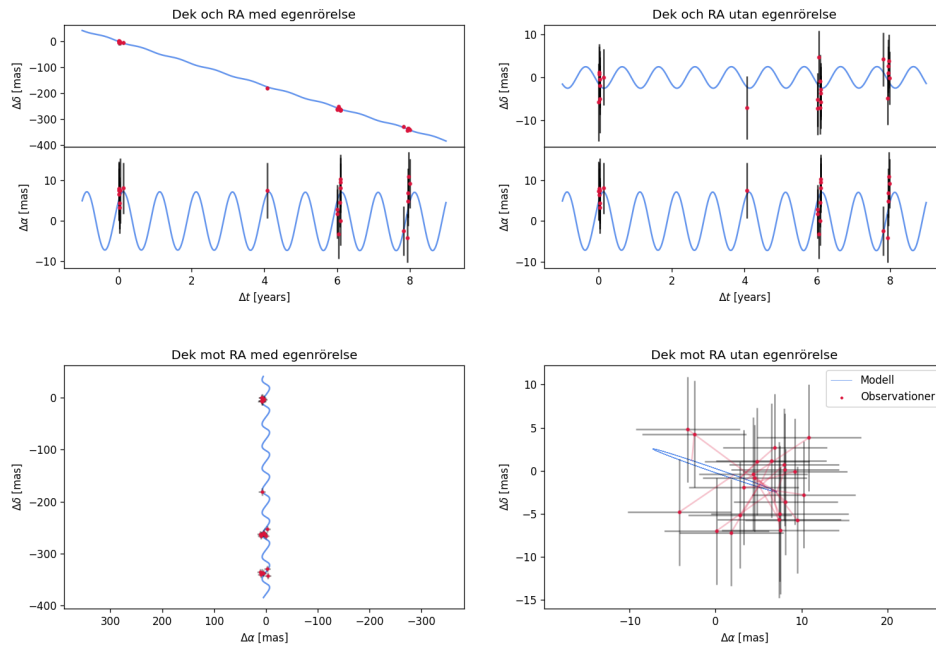 Dek och RA med egenrörelse
0
−100
−200
−300
−400
Δδ [mas]
10
0
−10
Δα [mas]
0
2
4
6
8
Δt [years]
Dek och RA utan egenrörelse
10
0
−10
Δδ [mas]
10
0
−10
Δα [mas]
0
2
4
6
8
Δt [years]
Dek mot RA med egenrörelse
0
−100
−200
−300
−400
Δδ [mas]
300
200
100
0
−100
−200
−300
Δα [mas]
Dek mot RA utan egenrörelse
Modell
Observationer
10
5
0
−5
−10
−15
Δδ [mas]
−10
0
10
20
Δα [mas]